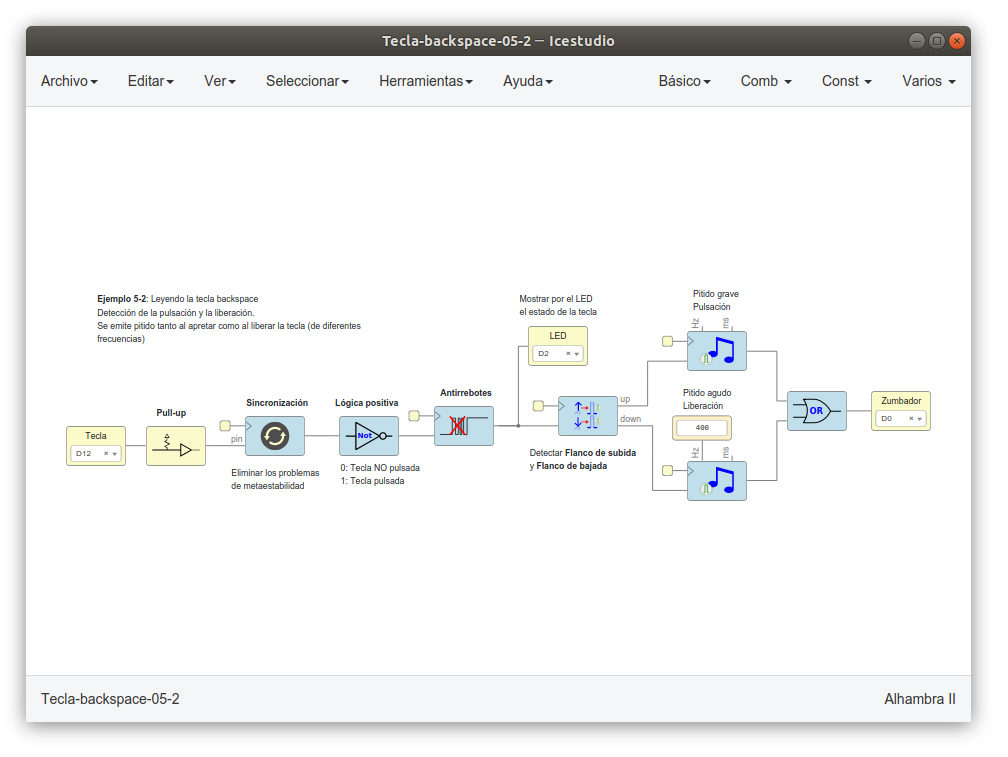 Tecla-backspace-05-2 — Icestudio
Archivo Editar Ver Seleccionar Herramientas Ayuda Básico Comb Const Varios
Ejemplo 5-2: Leyendo la tecla backspace
Detección de la pulsación y la liberación.
Se emite pitido tanto al apretar como al liberar la tecla (de diferentes
frecuencias)
Mostrar por el LED
el estado de la tecla
LED
D2
Pitido grave
Pulsación
Hz ms
Pitido agudo
Liberación
400
Hz ms
Tecla
D12
Pull-up
Sincronización
pin
Eliminar los problemas
de metaestabilidad
Lógica positiva
Not
0: Tecla NO pulsada
1: Tecla pulsada
Antirrebotes
up
down
Detectar Flanco de subida
y Flanco de bajada
OR
Zumbador
D0
Tecla-backspace-05-2
Alhambra II